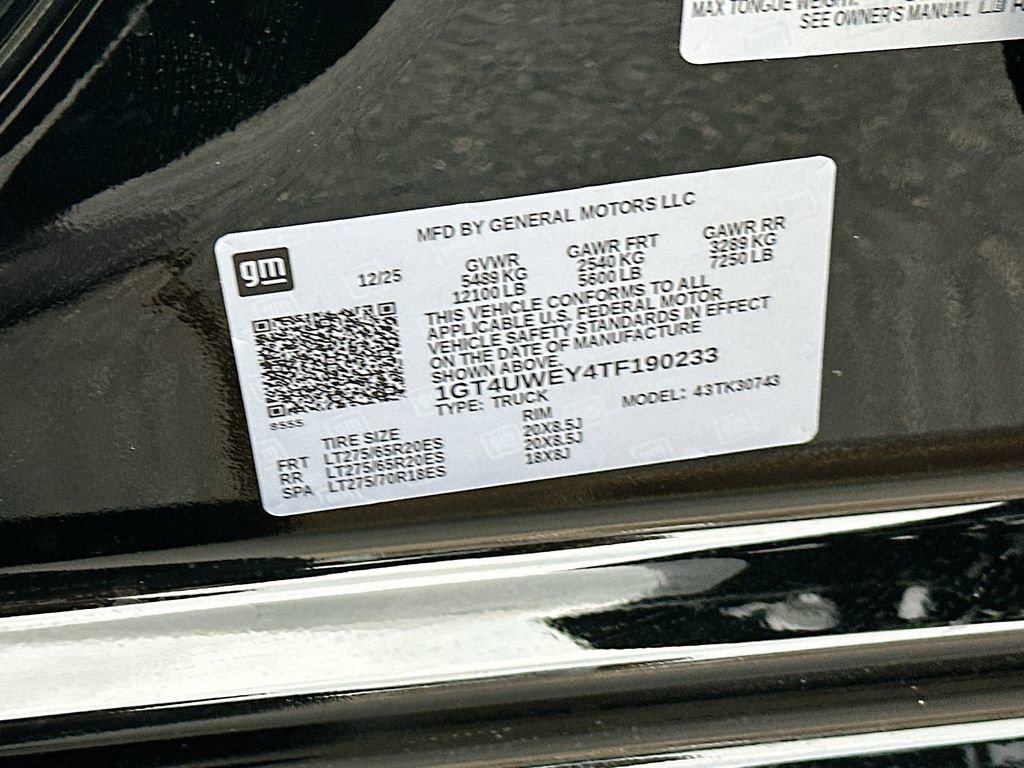 MAX TONGUE WEIGHT
SEE OWNER'S MANUAL
MFD BY GENERAL MOTORS LLC
gm
12/25
GVWR GAWR FRT GAWR RR
5489 KG 2540 KG 3289 KG
12100 LB 5600 LB 7250 LB
THIS VEHICLE CONFORMS TO ALL
APPLICABLE U.S. FEDERAL MOTOR
VEHICLE SAFETY STANDARDS IN EFFECT
ON THE DATE OF MANUFACTURE
SHOWN ABOVE.
1GT4UWEY4TF190233
TYPE: TRUCK MODEL: 43TK30743
8555
TIRE SIZE RIM
FRT LT275/65R20ES 20X8.5J
RR LT275/65R20ES 20X8.5J
SPA LT275/70R18ES 18X8J